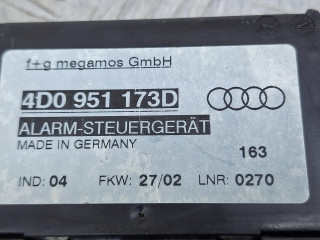 f+g megamos GmbH
4D0 951 173D
ALARM-STEUERGERÄT
MADE IN GERMANY
163
IND: 04 FKW: 27/02 LNR: 0270